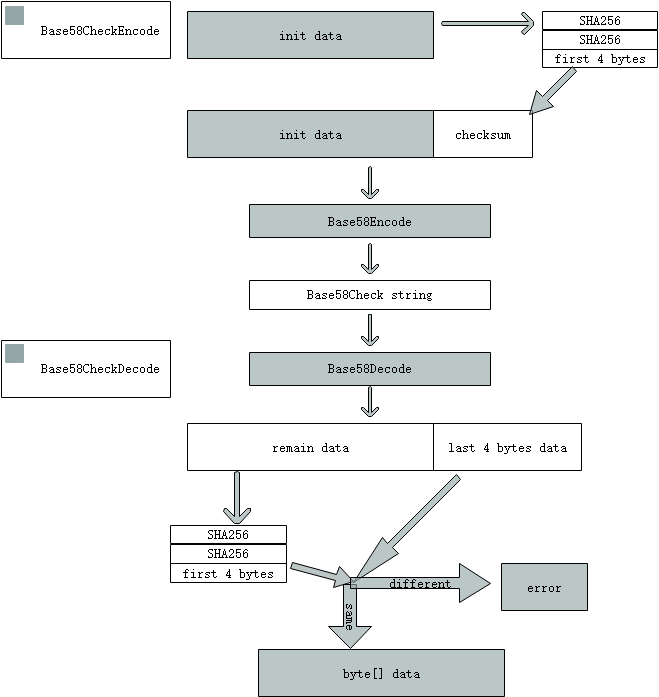 Base58CheckEncode
init data
SHA256
SHA256
first 4 bytes
init data
checksum
Base58Encode
Base58Check string
Base58CheckDecode
Base58Decode
remain data
last 4 bytes data
SHA256
SHA256
first 4 bytes
different
error
same
byte[] data